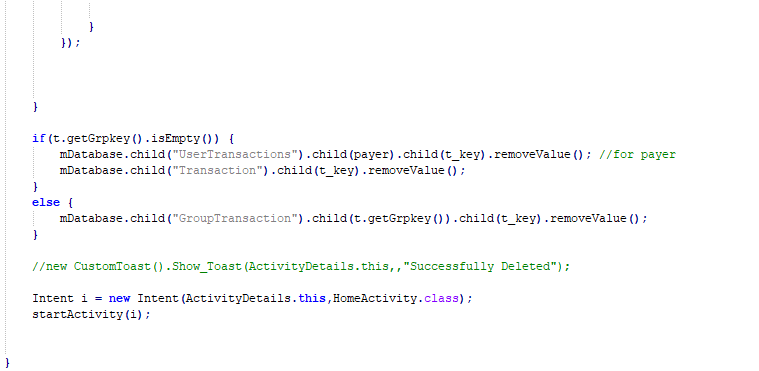 }
});
}
if(t.getGrpkey().isEmpty()) {
mDatabase.child("UserTransactions").child(payer).child(t_key).removeValue(); //for payer
mDatabase.child("Transaction").child(t_key).removeValue();
}
else {
mDatabase.child("GroupTransaction").child(t.getGrpkey()).child(t_key).removeValue();
}
//new CustomToast().Show_Toast(ActivityDetails.this,,"Successfully Deleted");
Intent i = new Intent(ActivityDetails.this,HomeActivity.class);
startActivity(i);
}